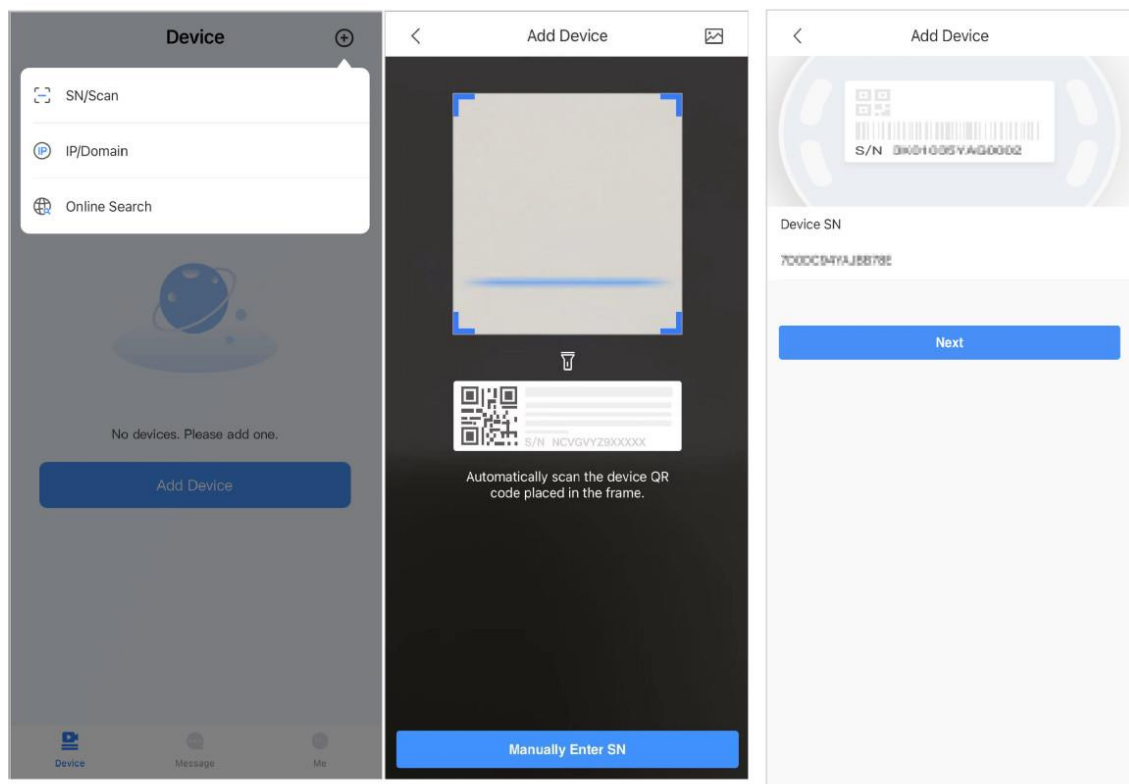 Device
SN/Scan
IP/Domain
Online Search
No devices. Please add one.
Add Device
Device
Message
Me
Add Device
S/N NCVGVYZ9XXXXX
Automatically scan the device QR
code placed in the frame.
Manually Enter SN
Add Device
S/N
Device SN
Next